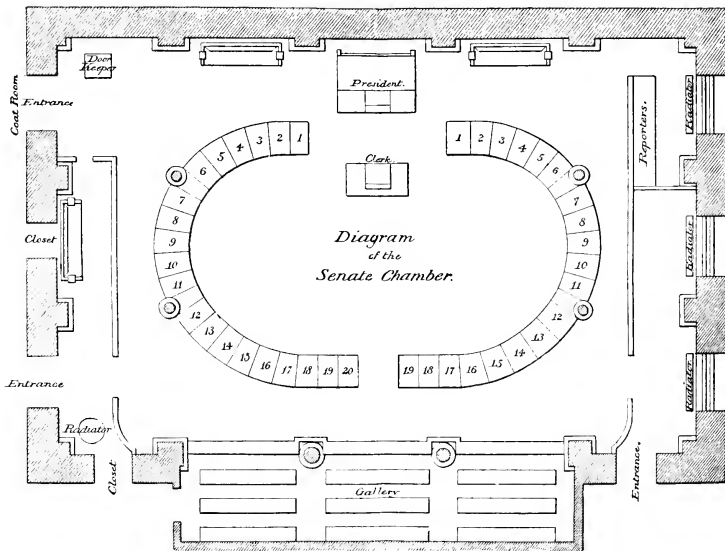 Door
Keeper
President.
Coat Room
Entrance
Clerk.
Reporters.
Radiator
1
2
3
4
5
6
7
8
9
10
11
12
13
14
15
16
17
18
19
20
1
2
3
4
5
6
7
8
9
10
11
12
13
14
15
16
17
18
19
Closet
Diagram
of the
Senate Chamber.
Radiator
Entrance
Radiator
Radiator
Closet
Gallery
Entrance.